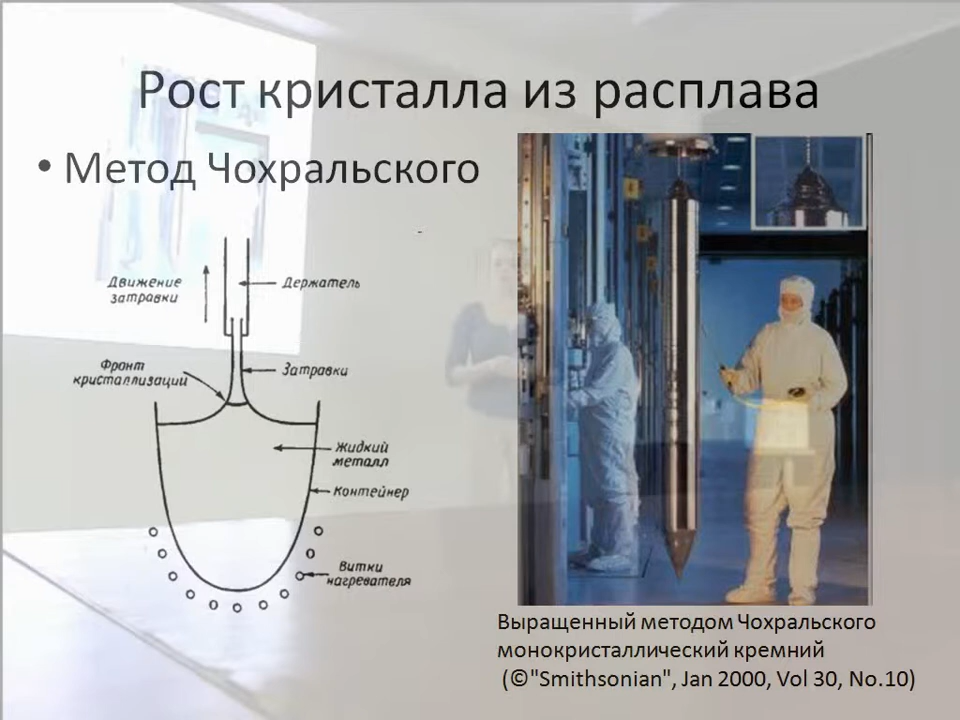 Рост кристалла из расплава
• Метод Чохральского
Движение
затравки
Держатель
Фронт
кристаллизации
Затравки
Жидкий
металл
Контейнер
Витки
нагревателя
Выращенный методом Чохральского
монокристаллический кремний
(©"Smithsonian", Jan 2000, Vol 30, No.10)